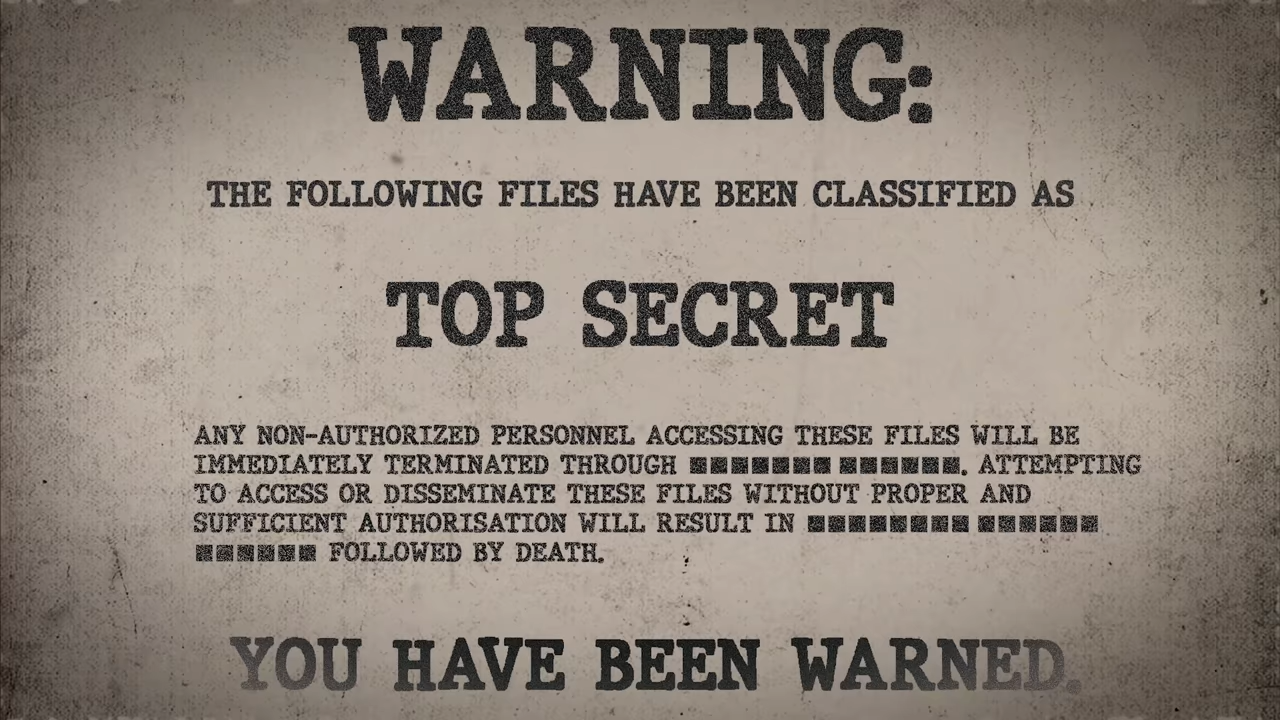 WARNING:
THE FOLLOWING FILES HAVE BEEN CLASSIFIED AS
TOP SECRET
ANY NON-AUTHORIZED PERSONNEL ACCESSING THESE FILES WILL BE
IMMEDIATELY TERMINATED THROUGH ■■■■■■■ ■■■■■■. ATTEMPTING
TO ACCESS OR DISSEMINATE THESE FILES WITHOUT PROPER AND
SUFFICIENT AUTHORISATION WILL RESULT IN ■■■■■■■■ ■■■■■■
■■■■■■ FOLLOWED BY DEATH.
YOU HAVE BEEN WARNED.